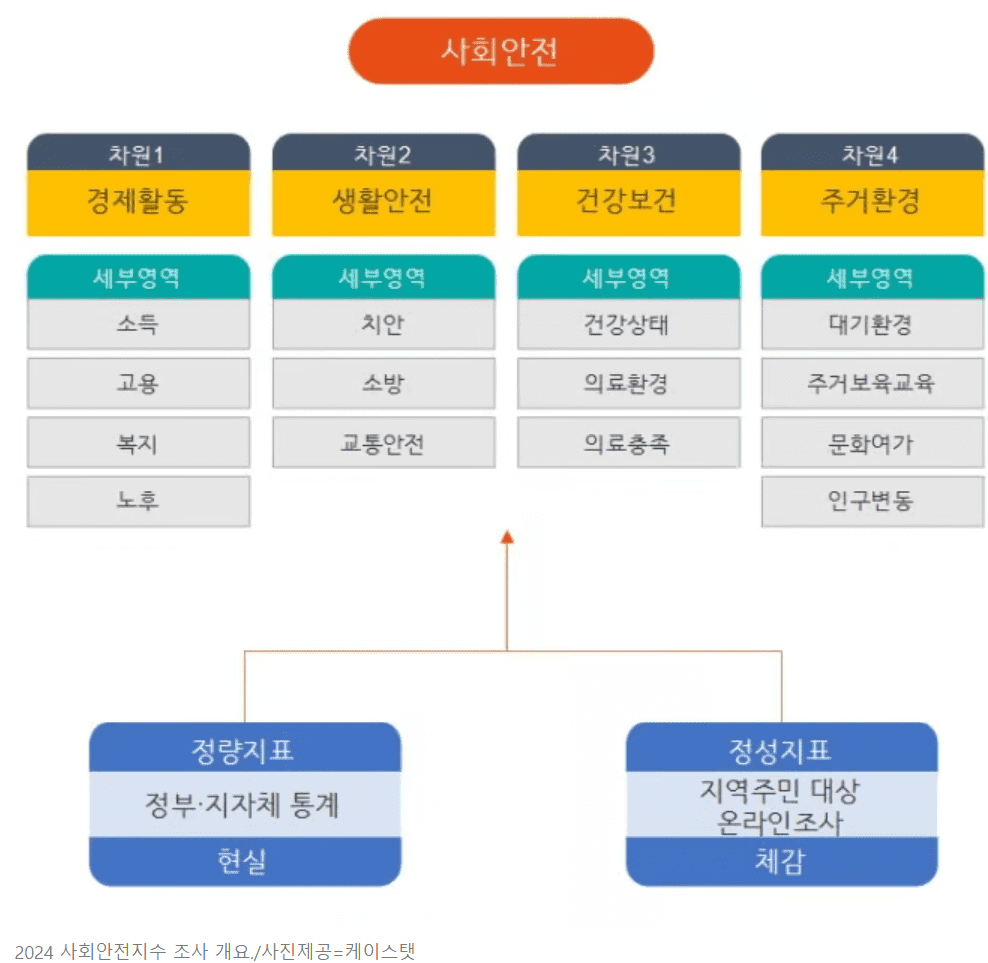 사회안전
차원1
경제활동
세부영역
소득
고용
복지
노후
차원2
생활안전
세부영역
치안
소방
교통안전
차원3
건강보건
세부영역
건강상태
의료환경
의료충족
차원4
주거환경
세부영역
대기환경
주거보육교육
문화여가
인구변동
정량지표
정부·지자체 통계
현실
정성지표
지역주민 대상
온라인조사
체감
2024 사회안전지수 조사 개요./사진제공=케이스탯